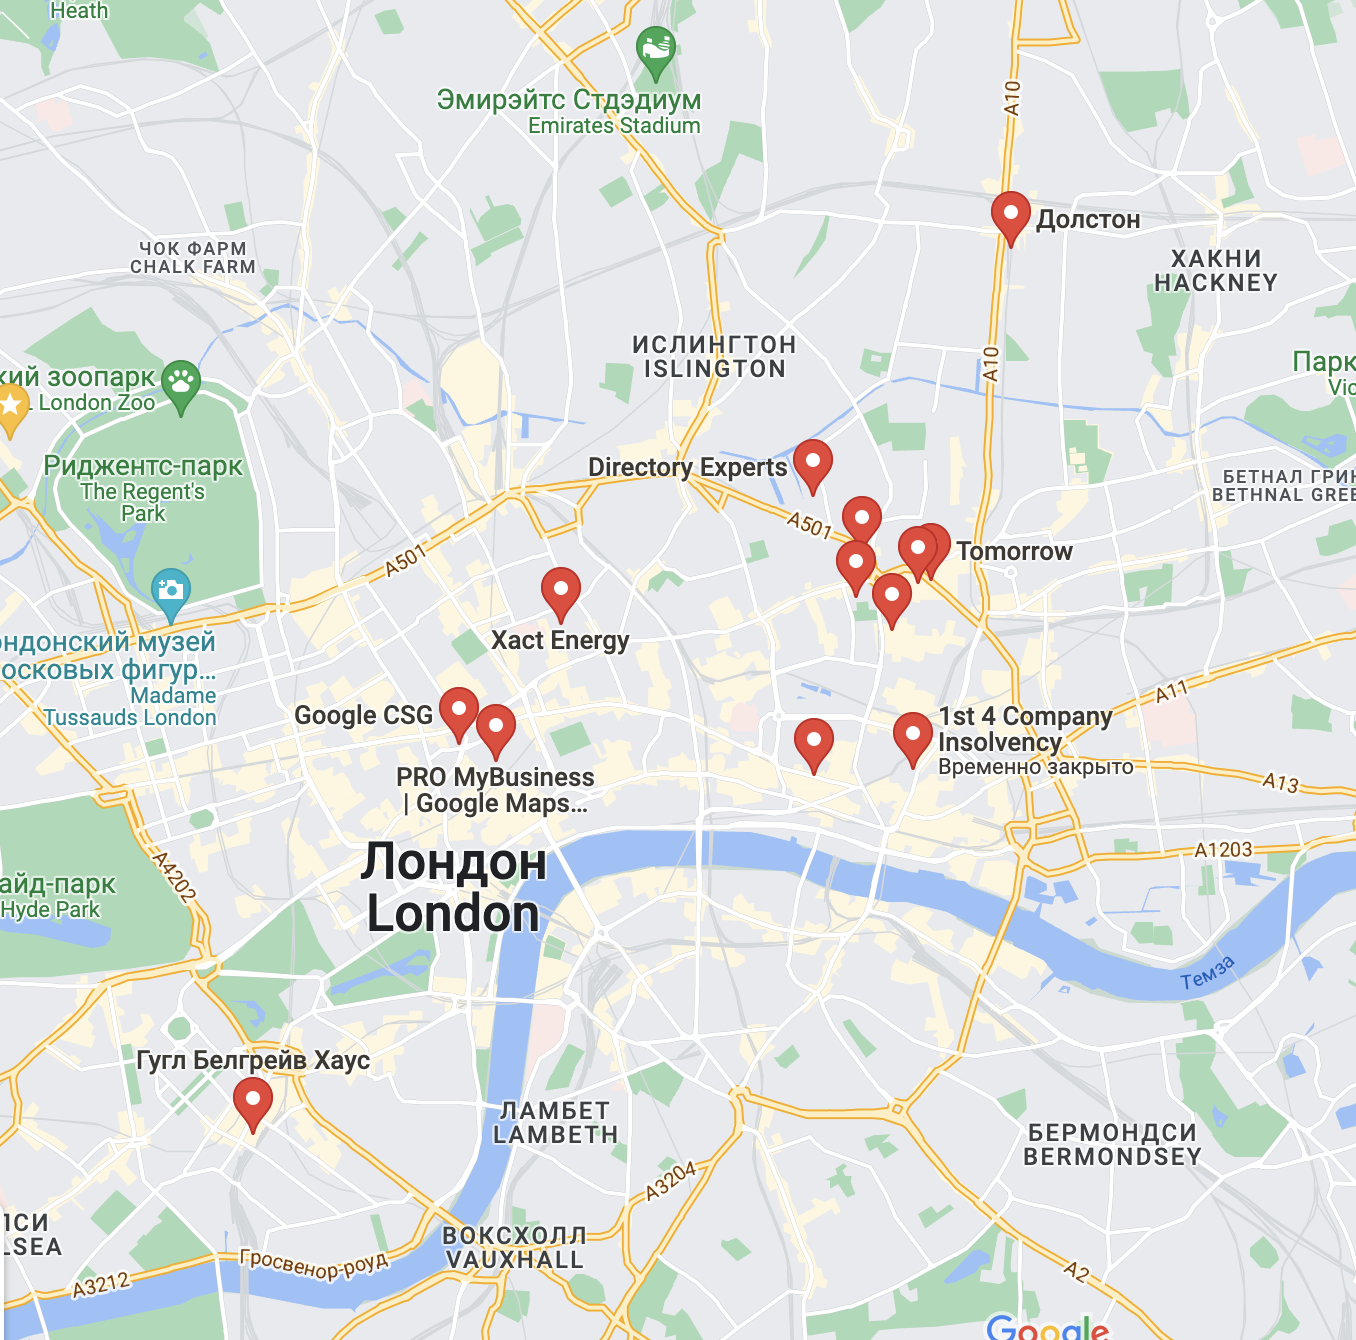 Heath
Эмирэйтс Стдэдиум
Emirates Stadium
A10
Долстон
ЧОК ФАРМ
CHALK FARM
ХАКНИ
HACKNEY
ИСЛИНГТОН
ISLINGTON
A10
Парк
Vic
кий зоопарк
L London Zoo
Риджентс-парк
The Regent's
Park
Directory Experts
БЕТНАЛ ГРИН
BETHNAL GREE
A501
A501
Tomorrow
Xact Energy
ондонский музей
осковых фигур...
Madame
Tussauds London
A11
Google CSG
1st 4 Company
Insolvency
Временно закрыто
PRO MyBusiness
| Google Maps...
A13
Лондон
London
A1203
A4202
айд-парк
Hyde Park
Темза
Гугл Белгрейв Хаус
ЛАМБЕТ
LAMBETH
БЕРМОНДСИ
BERMONDSEY
A3204
ЛСИ
LSEA
ВОКСХОЛЛ
VAUXHALL
Гросвенор-роуд
A3212
A2
Google